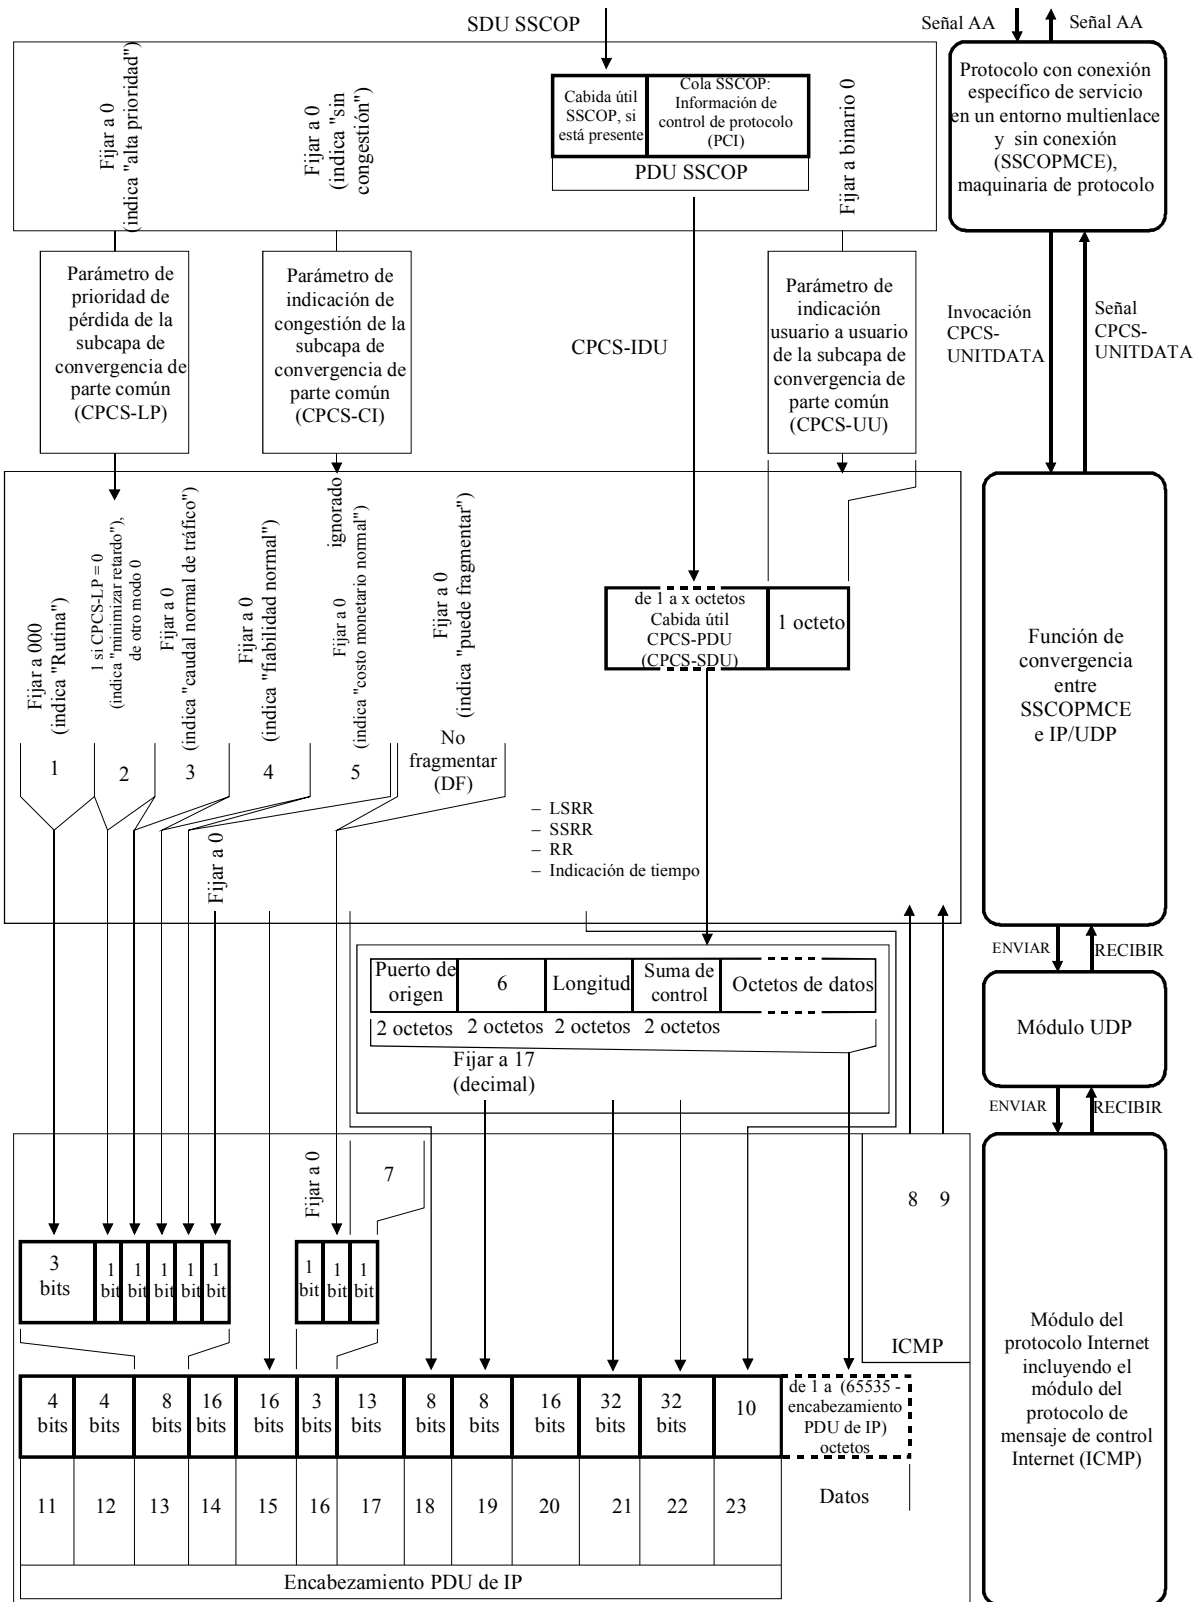 SDU SSCOP
Señal AA
Señal AA
Fijar a 0
(indica "alta prioridad")
Fijar a 0
(indica "sin
congestión")
Cabida útil
SSCOP, si
está presente
Cola SSCOP:
Información de
control de protocolo
(PCI)
PDU SSCOP
Fijar a binario 0
Protocolo con conexión
específico de servicio
en un entorno multienlace
y sin conexión
(SSCOPMCE),
maquinaria de protocolo
Parámetro de
prioridad de
pérdida de la
subcapa de
convergencia de
parte común
(CPCS-LP)
Parámetro de
indicación de
congestión de la
subcapa de
convergencia de
parte común
(CPCS-CI)
CPCS-IDU
Parámetro de
indicación
usuario a usuario
de la subcapa de
convergencia de
parte común
(CPCS-UU)
Invocación
CPCS-
UNITDATA
Señal
CPCS-
UNITDATA
Fijar a 000
(indica "Rutina")
1 si CPCS-LP = 0
(indica "minimizar retardo"),
de otro modo 0
Fijar a 0
(indica "caudal normal de tráfico")
Fijar a 0
(indica "fiabilidad normal")
ignorado
Fijar a 0
(indica "costo monetario normal")
Fijar a 0
(indica "puede fragmentar")
de 1 a x octetos
Cabida útil
CPCS-PDU
(CPCS-SDU)
1 octeto
Función de
convergencia
entre
SSCOPMCE
e IP/UDP
1
2
3
4
5
No
fragmentar
(DF)
– LSRR
– SSRR
– RR
– Indicación de tiempo
Fijar a 0
ENVIAR
RECIBIR
Puerto de
origen
6
Longitud
Suma de
control
Octetos de datos
2 octetos
2 octetos
2 octetos
2 octetos
Fijar a 17
(decimal)
Módulo UDP
ENVIAR
RECIBIR
Fijar a 0
7
8
9
3
bits
1
bit
1
bit
1
bit
1
bit
1
bit
1
bit
1
bit
1
bit
ICMP
Módulo del
protocolo Internet
incluyendo el
módulo del
protocolo de
mensaje de control
Internet (ICMP)
4
bits
4
bits
8
bits
16
bits
16
bits
3
bits
13
bits
8
bits
8
bits
16
bits
32
bits
32
bits
10
de 1 a (65535 -
encabezamiento
PDU de IP)
octetos
11
12
13
14
15
16
17
18
19
20
21
22
23
Datos
Encabezamiento PDU de IP